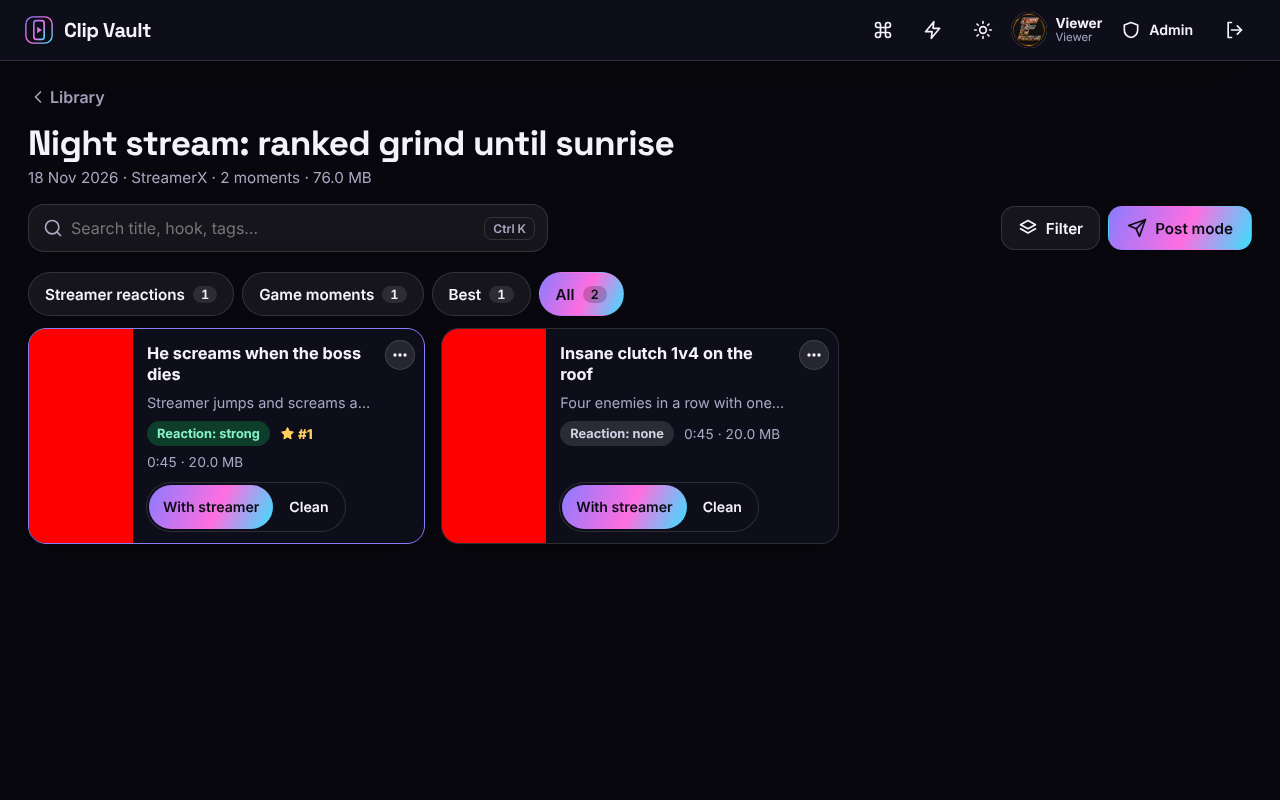 Clip Vault
Viewer
Viewer
Admin
Library
Night stream: ranked grind until sunrise
18 Nov 2026 · StreamerX · 2 moments · 76.0 MB
Search title, hook, tags...
Ctrl K
Filter
Post mode
Streamer reactions 1
Game moments 1
Best 1
All 2
He screams when the boss
dies
Streamer jumps and screams a...
Reaction: strong
#1
0:45 · 20.0 MB
With streamer
Clean
Insane clutch 1v4 on the
roof
Four enemies in a row with one...
Reaction: none
0:45 · 20.0 MB
With streamer
Clean